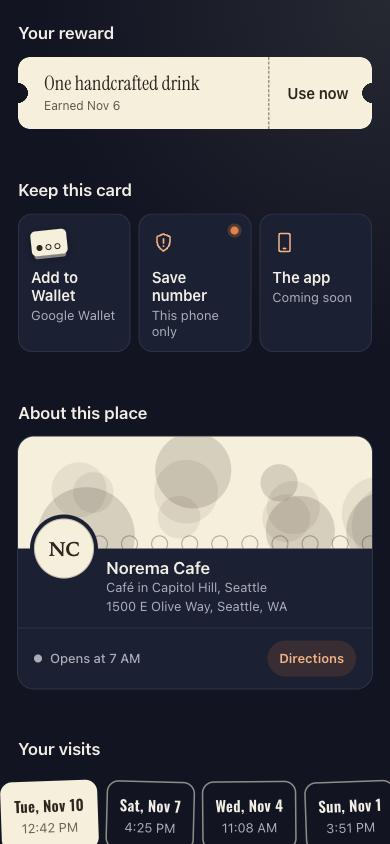 Your reward
One handcrafted drink
Earned Nov 6
Use now
Keep this card
Add to
Wallet
Google Wallet
Save
number
This phone
only
The app
Coming soon
About this place
NC
Norema Cafe
Café in Capitol Hill, Seattle
1500 E Olive Way, Seattle, WA
Opens at 7 AM
Directions
Your visits
Tue, Nov 10
12:42 PM
Sat, Nov 7
4:25 PM
Wed, Nov 4
11:08 AM
Sun, Nov 1
3:51 PM